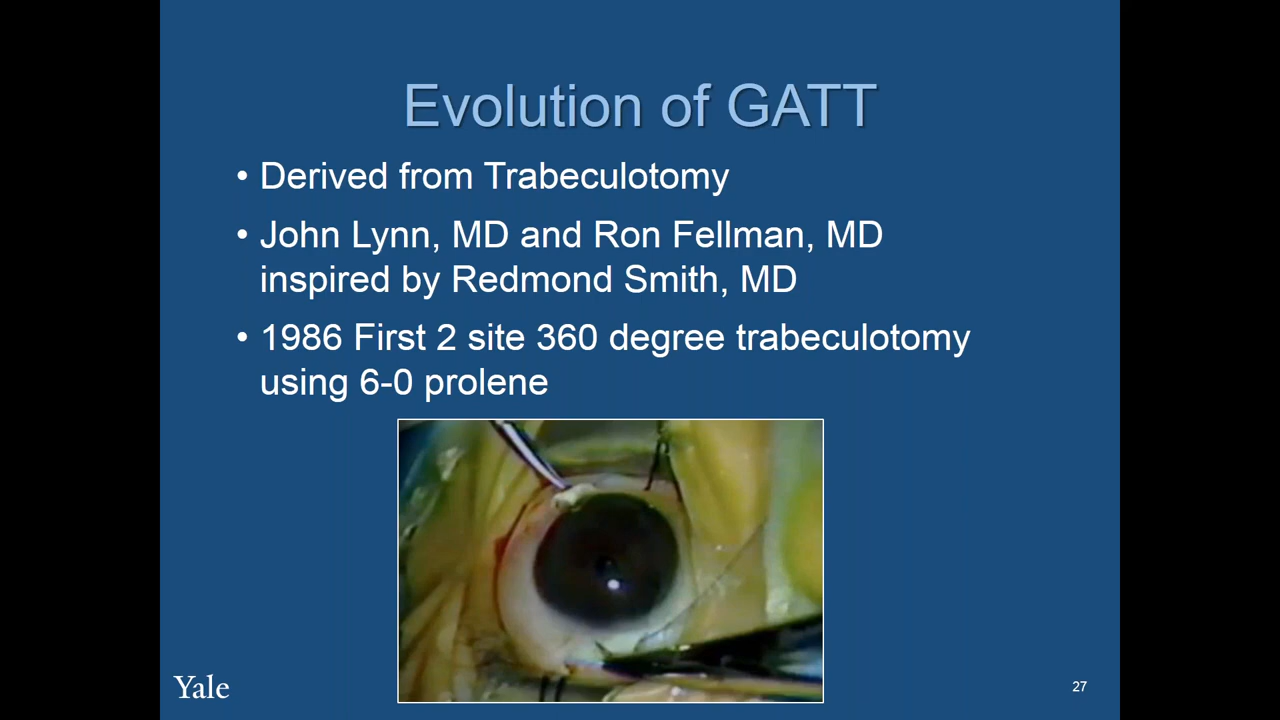 Evolution of GATT
• Derived from Trabeculotomy
• John Lynn, MD and Ron Fellman, MD
inspired by Redmond Smith, MD
• 1986 First 2 site 360 degree trabeculotomy
using 6-0 prolene
Yale
27